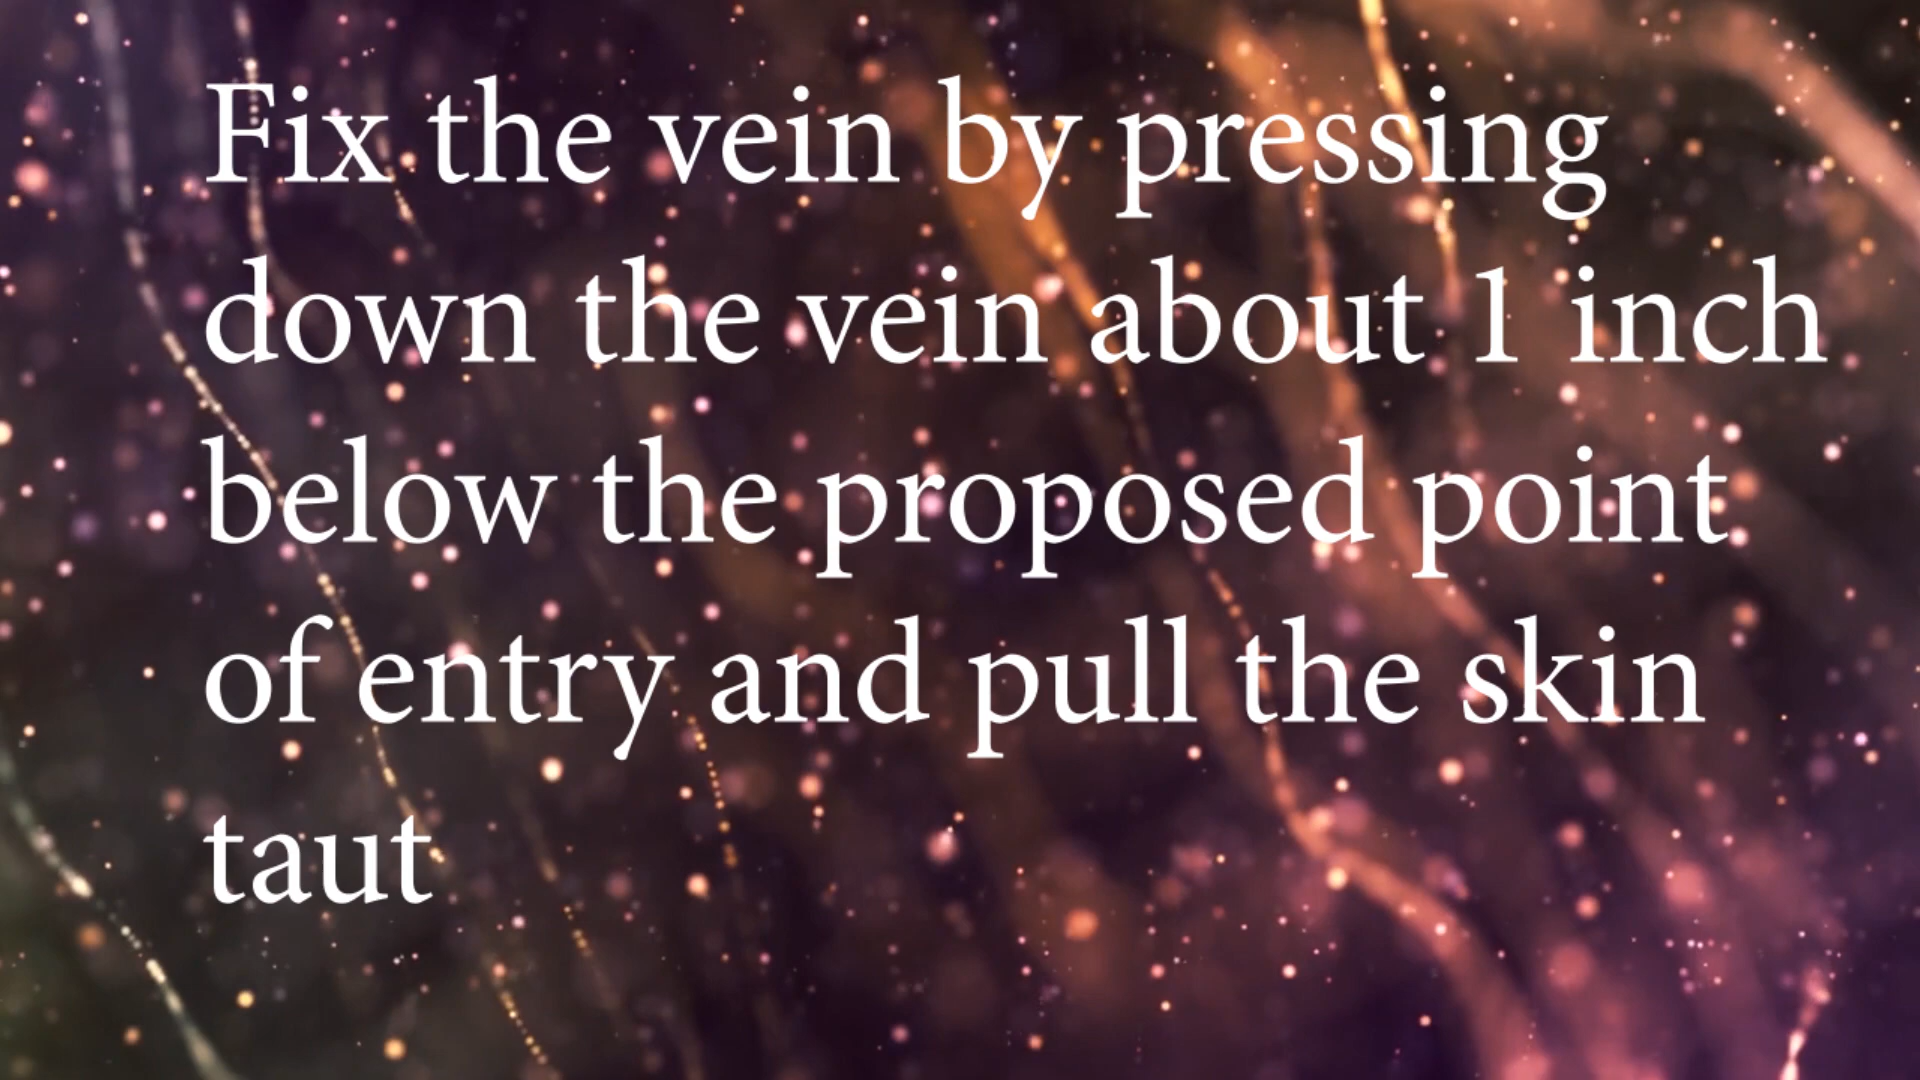 Fix the vein by pressing
down the vein about 1 inch
below the proposed point
of entry and pull the skin
taut